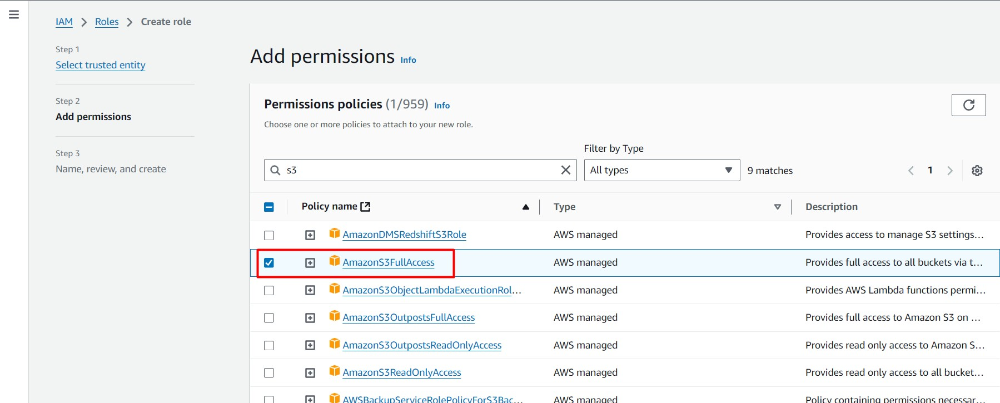 IAM > Roles > Create role
Step 1
Select trusted entity
Step 2
Add permissions
Step 3
Name, review, and create
Add permissions Info
Permissions policies (1/959) Info
Choose one or more policies to attach to your new role.
Filter by Type
s3 All types 9 matches 1
Policy name Type Description
AmazonDMSRedshiftS3Role AWS managed Provides access to manage S3 settings...
AmazonS3FullAccess AWS managed Provides full access to all buckets via t...
AmazonS3ObjectLambdaExecutionRol... AWS managed Provides AWS Lambda functions permi...
AmazonS3OutpostsFullAccess AWS managed Provides full access to Amazon S3 on ...
AmazonS3OutpostsReadOnlyAccess AWS managed Provides read only access to Amazon S...
AmazonS3ReadOnlyAccess AWS managed Provides read only access to all bucket...
AWSBackupServiceRolePolicyForS3Bac... AWS managed Policy containing permissions necessar...